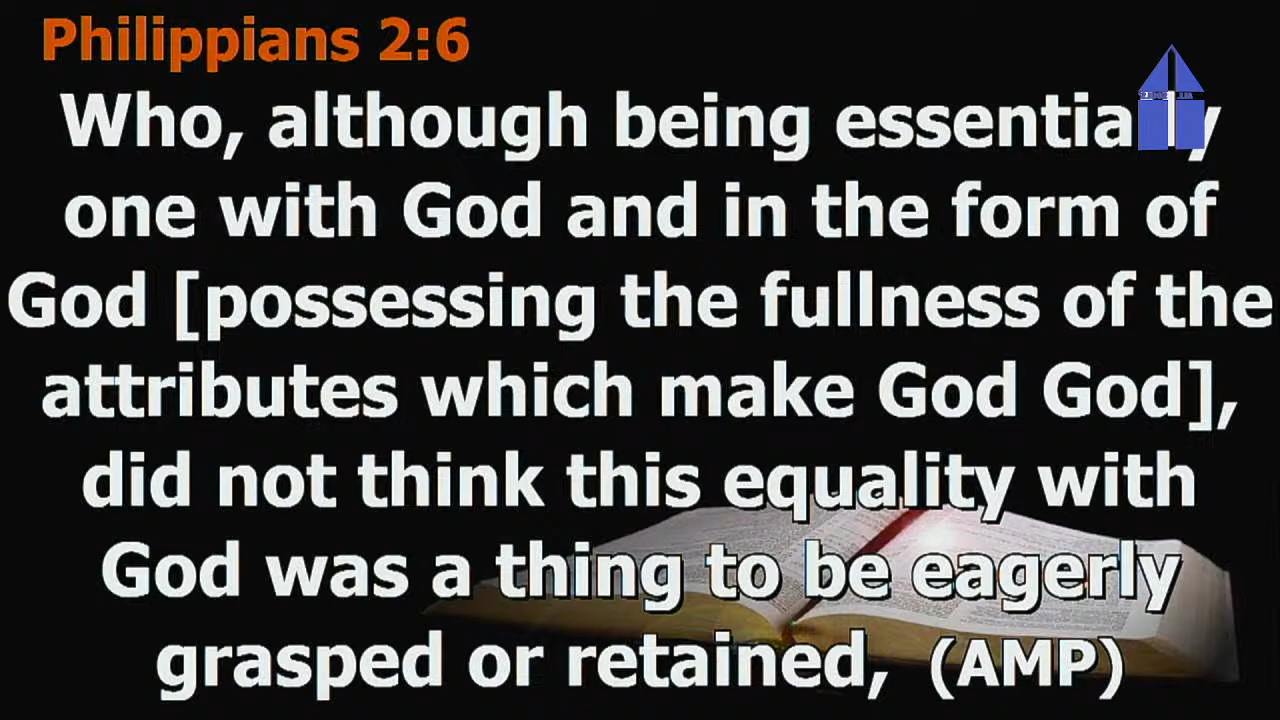 Philippians 2:6
Who, although being essentially
one with God and in the form of
God [possessing the fullness of the
attributes which make God God],
did not think this equality with
God was a thing to be eagerly
grasped or retained, (AMP)